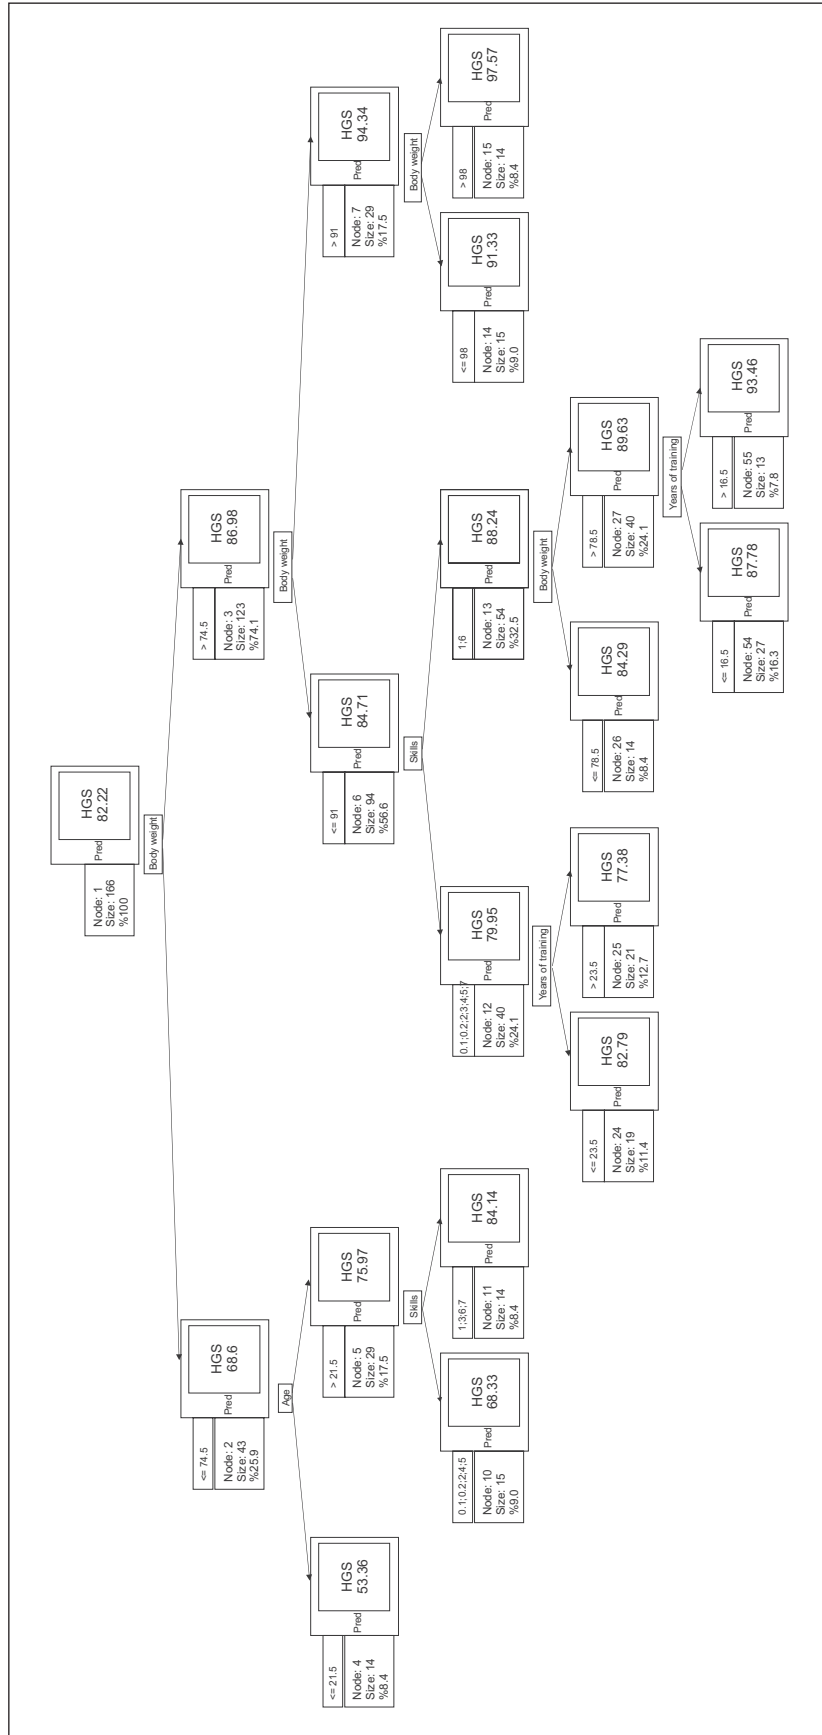 Node: 1
Size: 166
%100
Pred
HGS
82.22
Body weight
<= 74.5
Node: 2
Size: 43
%25.9
Pred
HGS
68.6
> 74.5
Node: 3
Size: 123
%74.1
Pred
HGS
86.98
Age
Body weight
<= 21.5
Node: 4
Size: 14
%8.4
Pred
HGS
53.36
> 21.5
Node: 5
Size: 29
%17.5
Pred
HGS
75.97
<= 91
Node: 6
Size: 94
%56.6
Pred
HGS
84.71
> 91
Node: 7
Size: 29
%17.5
Pred
HGS
94.34
Skills
Skills
Body weight
0.1;0.2;2;4;5
Node: 10
Size: 15
%9.0
Pred
HGS
68.33
1;3;6;7
Node: 11
Size: 14
%8.4
Pred
HGS
84.14
0.1;0.2;2;3;4;5;7
Node: 12
Size: 40
%24.1
Pred
HGS
79.95
1;6
Node: 13
Size: 54
%32.5
Pred
HGS
88.24
<= 98
Node: 14
Size: 15
%9.0
Pred
HGS
91.33
> 98
Node: 15
Size: 14
%8.4
Pred
HGS
97.57
Years of training
Body weight
<= 23.5
Node: 24
Size: 19
%11.4
Pred
HGS
82.79
> 23.5
Node: 25
Size: 21
%12.7
Pred
HGS
77.38
<= 78.5
Node: 26
Size: 14
%8.4
Pred
HGS
84.29
> 78.5
Node: 27
Size: 40
%24.1
Pred
HGS
89.63
Years of training
<= 16.5
Node: 54
Size: 27
%16.3
Pred
HGS
87.78
> 16.5
Node: 55
Size: 13
%7.8
Pred
HGS
93.46